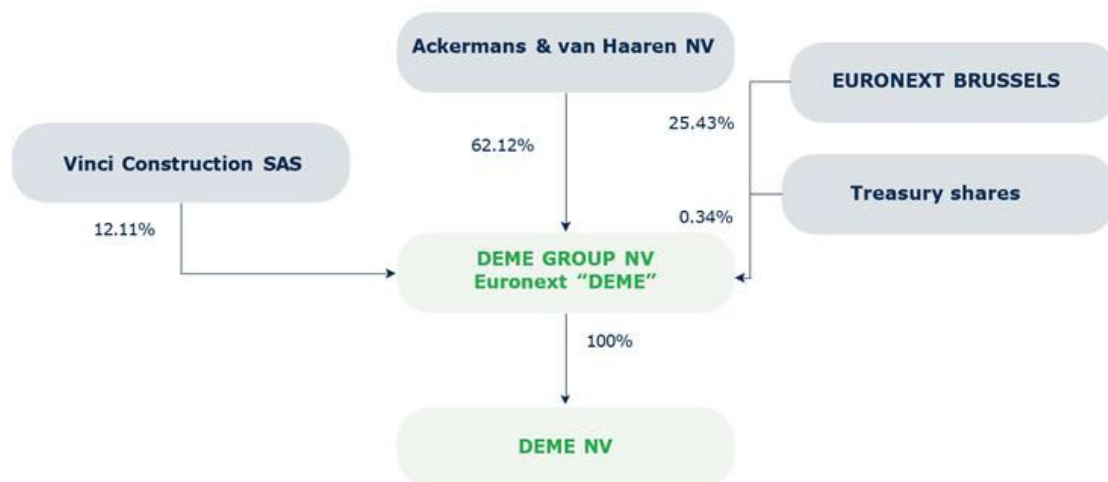 Ackermans & van Haaren NV
EURONEXT BRUSSELS
25.43%
62.12%
Vinci Construction SAS
Treasury shares
12.11%
0.34%
DEME GROUP NV
Euronext “DEME”
100%
DEME NV